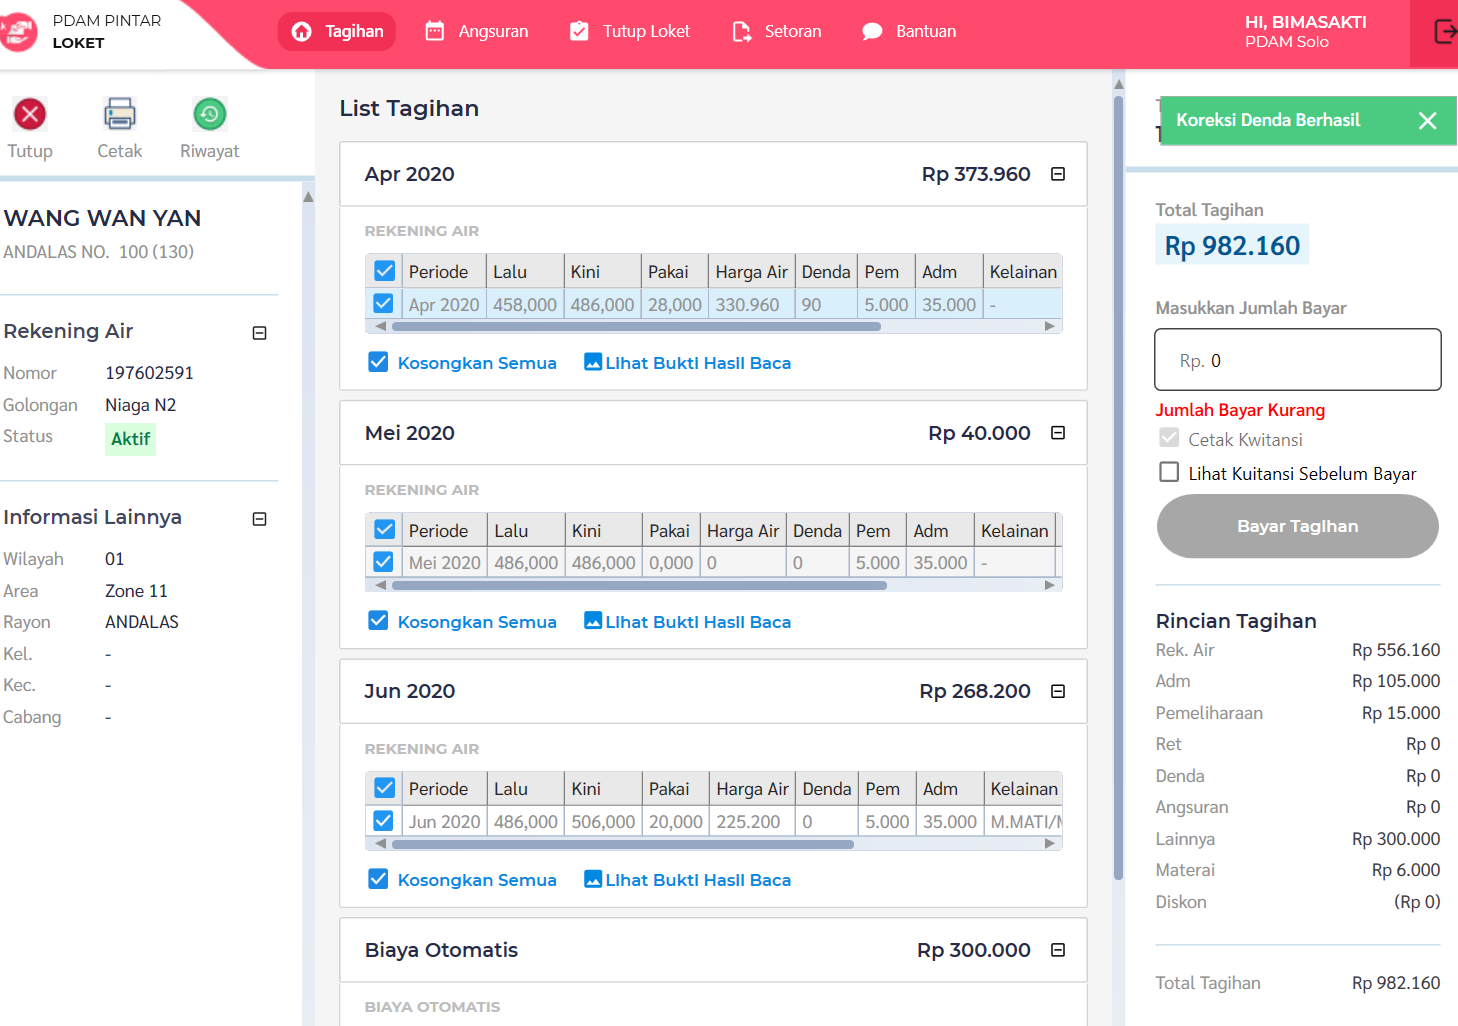 PDAM PINTAR
LOKET
Tagihan
Angsuran
Tutup Loket
Setoran
Bantuan
HI, BIMASAKTI
PDAM Solo
Tutup
Cetak
Riwayat
WANG WAN YAN
ANDALAS NO.  100 (130)
Rekening Air
Nomor 197602591
Golongan Niaga N2
Status Aktif
Informasi Lainnya
Wilayah 01
Area Zone 11
Rayon ANDALAS
Kel. -
Kec. -
Cabang -
List Tagihan
Apr 2020 Rp 373.960
REKENING AIR
Periode Lalu Kini Pakai Harga Air Denda Pem Adm Kelainan
Apr 2020 458,000 486,000 28,000 330.960 90 5.000 35.000 -
Kosongkan Semua Lihat Bukti Hasil Baca
Mei 2020 Rp 40.000
REKENING AIR
Periode Lalu Kini Pakai Harga Air Denda Pem Adm Kelainan
Mei 2020 486,000 486,000 0,000 0 0 5.000 35.000 -
Kosongkan Semua Lihat Bukti Hasil Baca
Jun 2020 Rp 268.200
REKENING AIR
Periode Lalu Kini Pakai Harga Air Denda Pem Adm Kelainan
Jun 2020 486,000 506,000 20,000 225.200 0 5.000 35.000 M.MATI/
Kosongkan Semua Lihat Bukti Hasil Baca
Biaya Otomatis Rp 300.000
BIAYA OTOMATIS
Koreksi Denda Berhasil
Total Tagihan
Rp 982.160
Masukkan Jumlah Bayar
Rp. 0
Jumlah Bayar Kurang
Cetak Kwitansi
Lihat Kuitansi Sebelum Bayar
Bayar Tagihan
Rincian Tagihan
Rek. Air Rp 556.160
Adm Rp 105.000
Pemeliharaan Rp 15.000
Ret Rp 0
Denda Rp 0
Angsuran Rp 0
Lainnya Rp 300.000
Materai Rp 6.000
Diskon (Rp 0)
Total Tagihan Rp 982.160